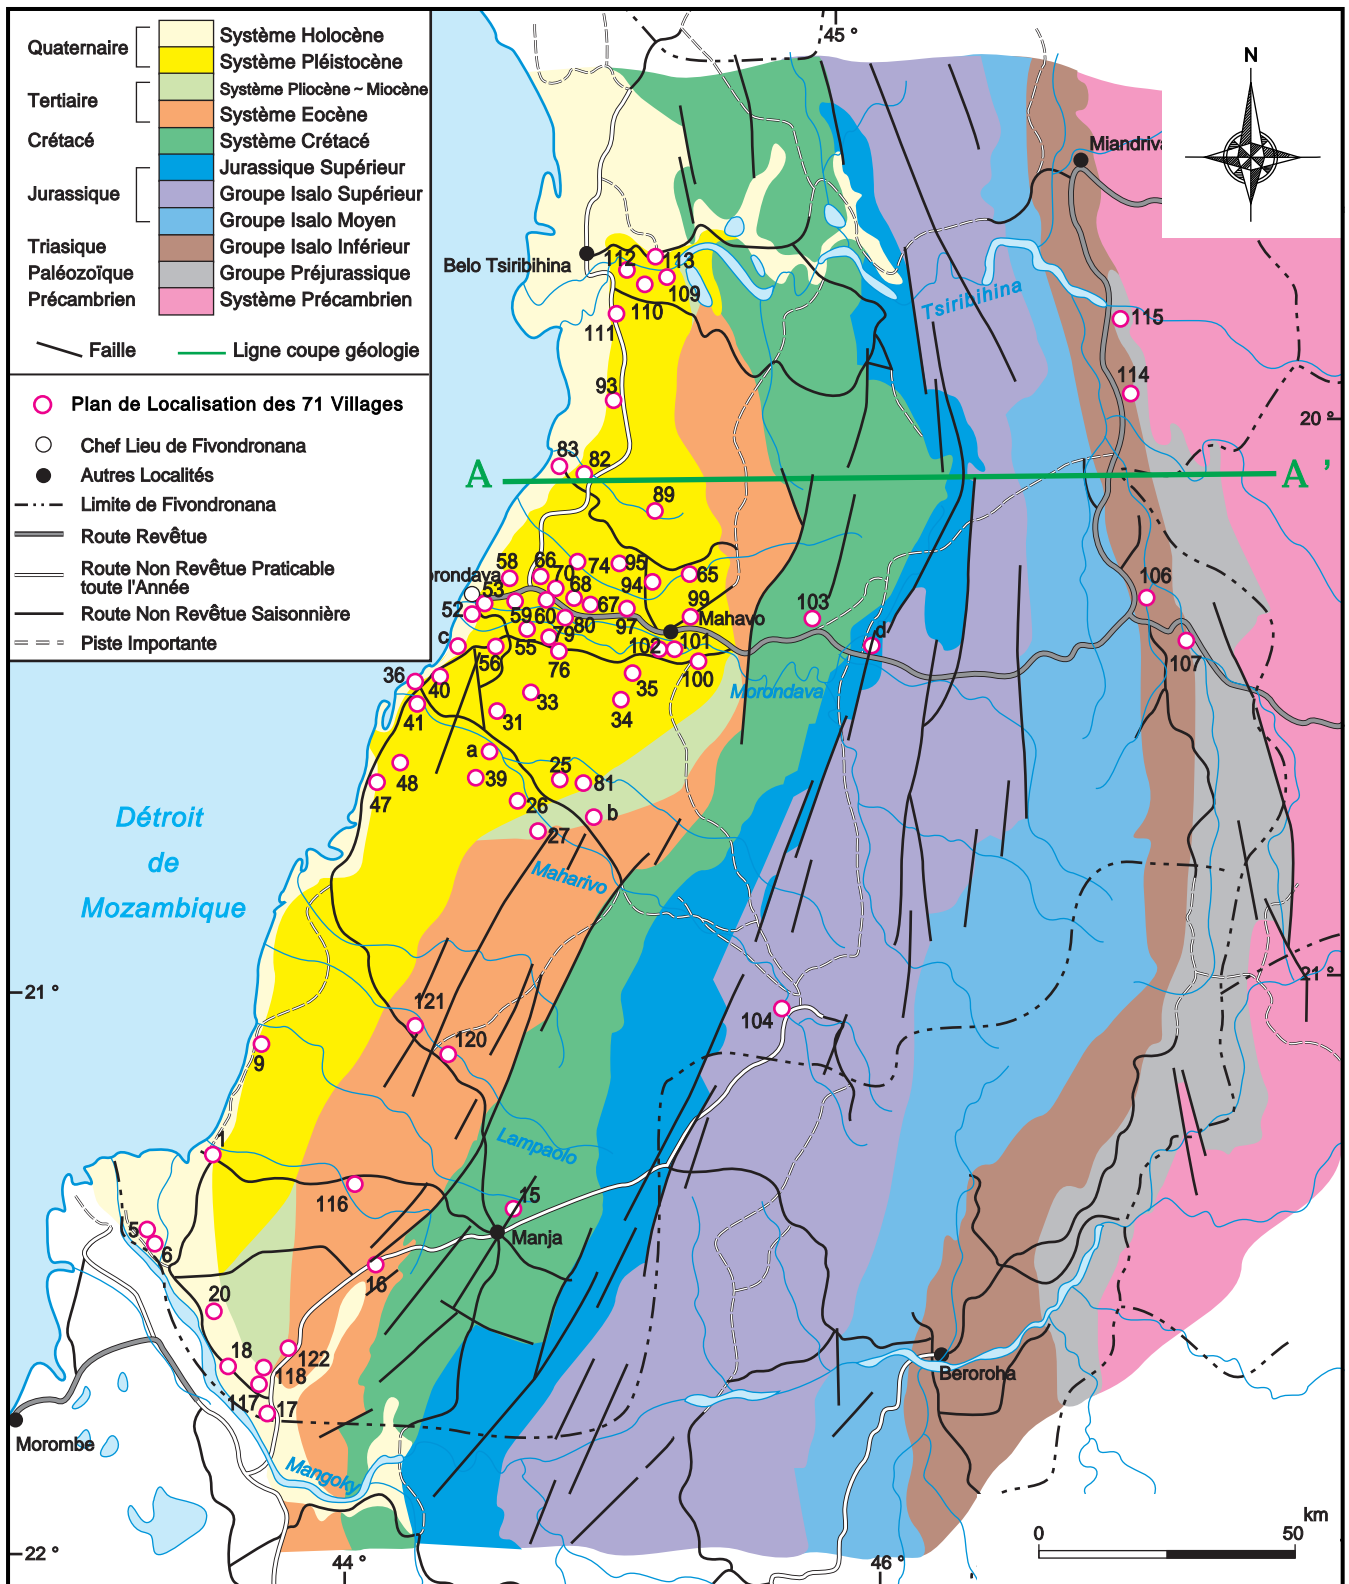 Quaternaire
Système Holocène
Système Pléistocène
Tertiaire
Système Pliocène ~ Miocène
Système Eocène
Crétacé
Système Crétacé
Jurassique
Jurassique Supérieur
Groupe Isalo Supérieur
Groupe Isalo Moyen
Triasique
Groupe Isalo Inférieur
Paléozoïque
Groupe Préjurassique
Précambrien
Système Précambrien
Faille
Ligne coupe géologie
Plan de Localisation des 71 Villages
Chef Lieu de Fivondronana
Autres Localités
Limite de Fivondronana
Route Revêtue
Route Non Revêtue Praticable
toute l'Année
Route Non Revêtue Saisonnière
Piste Importante
45 °
N
Miandriva
Belo Tsiribihina
112
113
109
110
111
Tsiribihina
115
114
93
20 °
83
82
A
A '
89
58
66
70
74
95
94
65
orondava
53
68
99
106
52
59
60
67
Mahavo
103
80
97
c
55
79
101
d
56
76
102
107
36
40
100
35
Morondava
33
34
41
31
a
48
39
25
81
47
26
b
27
Détroit
de
Mozambique
Maharivo
21 °
21 °
121
104
120
9
1
Lampaolo
116
15
5
6
Manja
16
20
18
122
118
Beroroha
117
17
Morombe
Mangoky
km
0
50
22 °
44 °
46 °